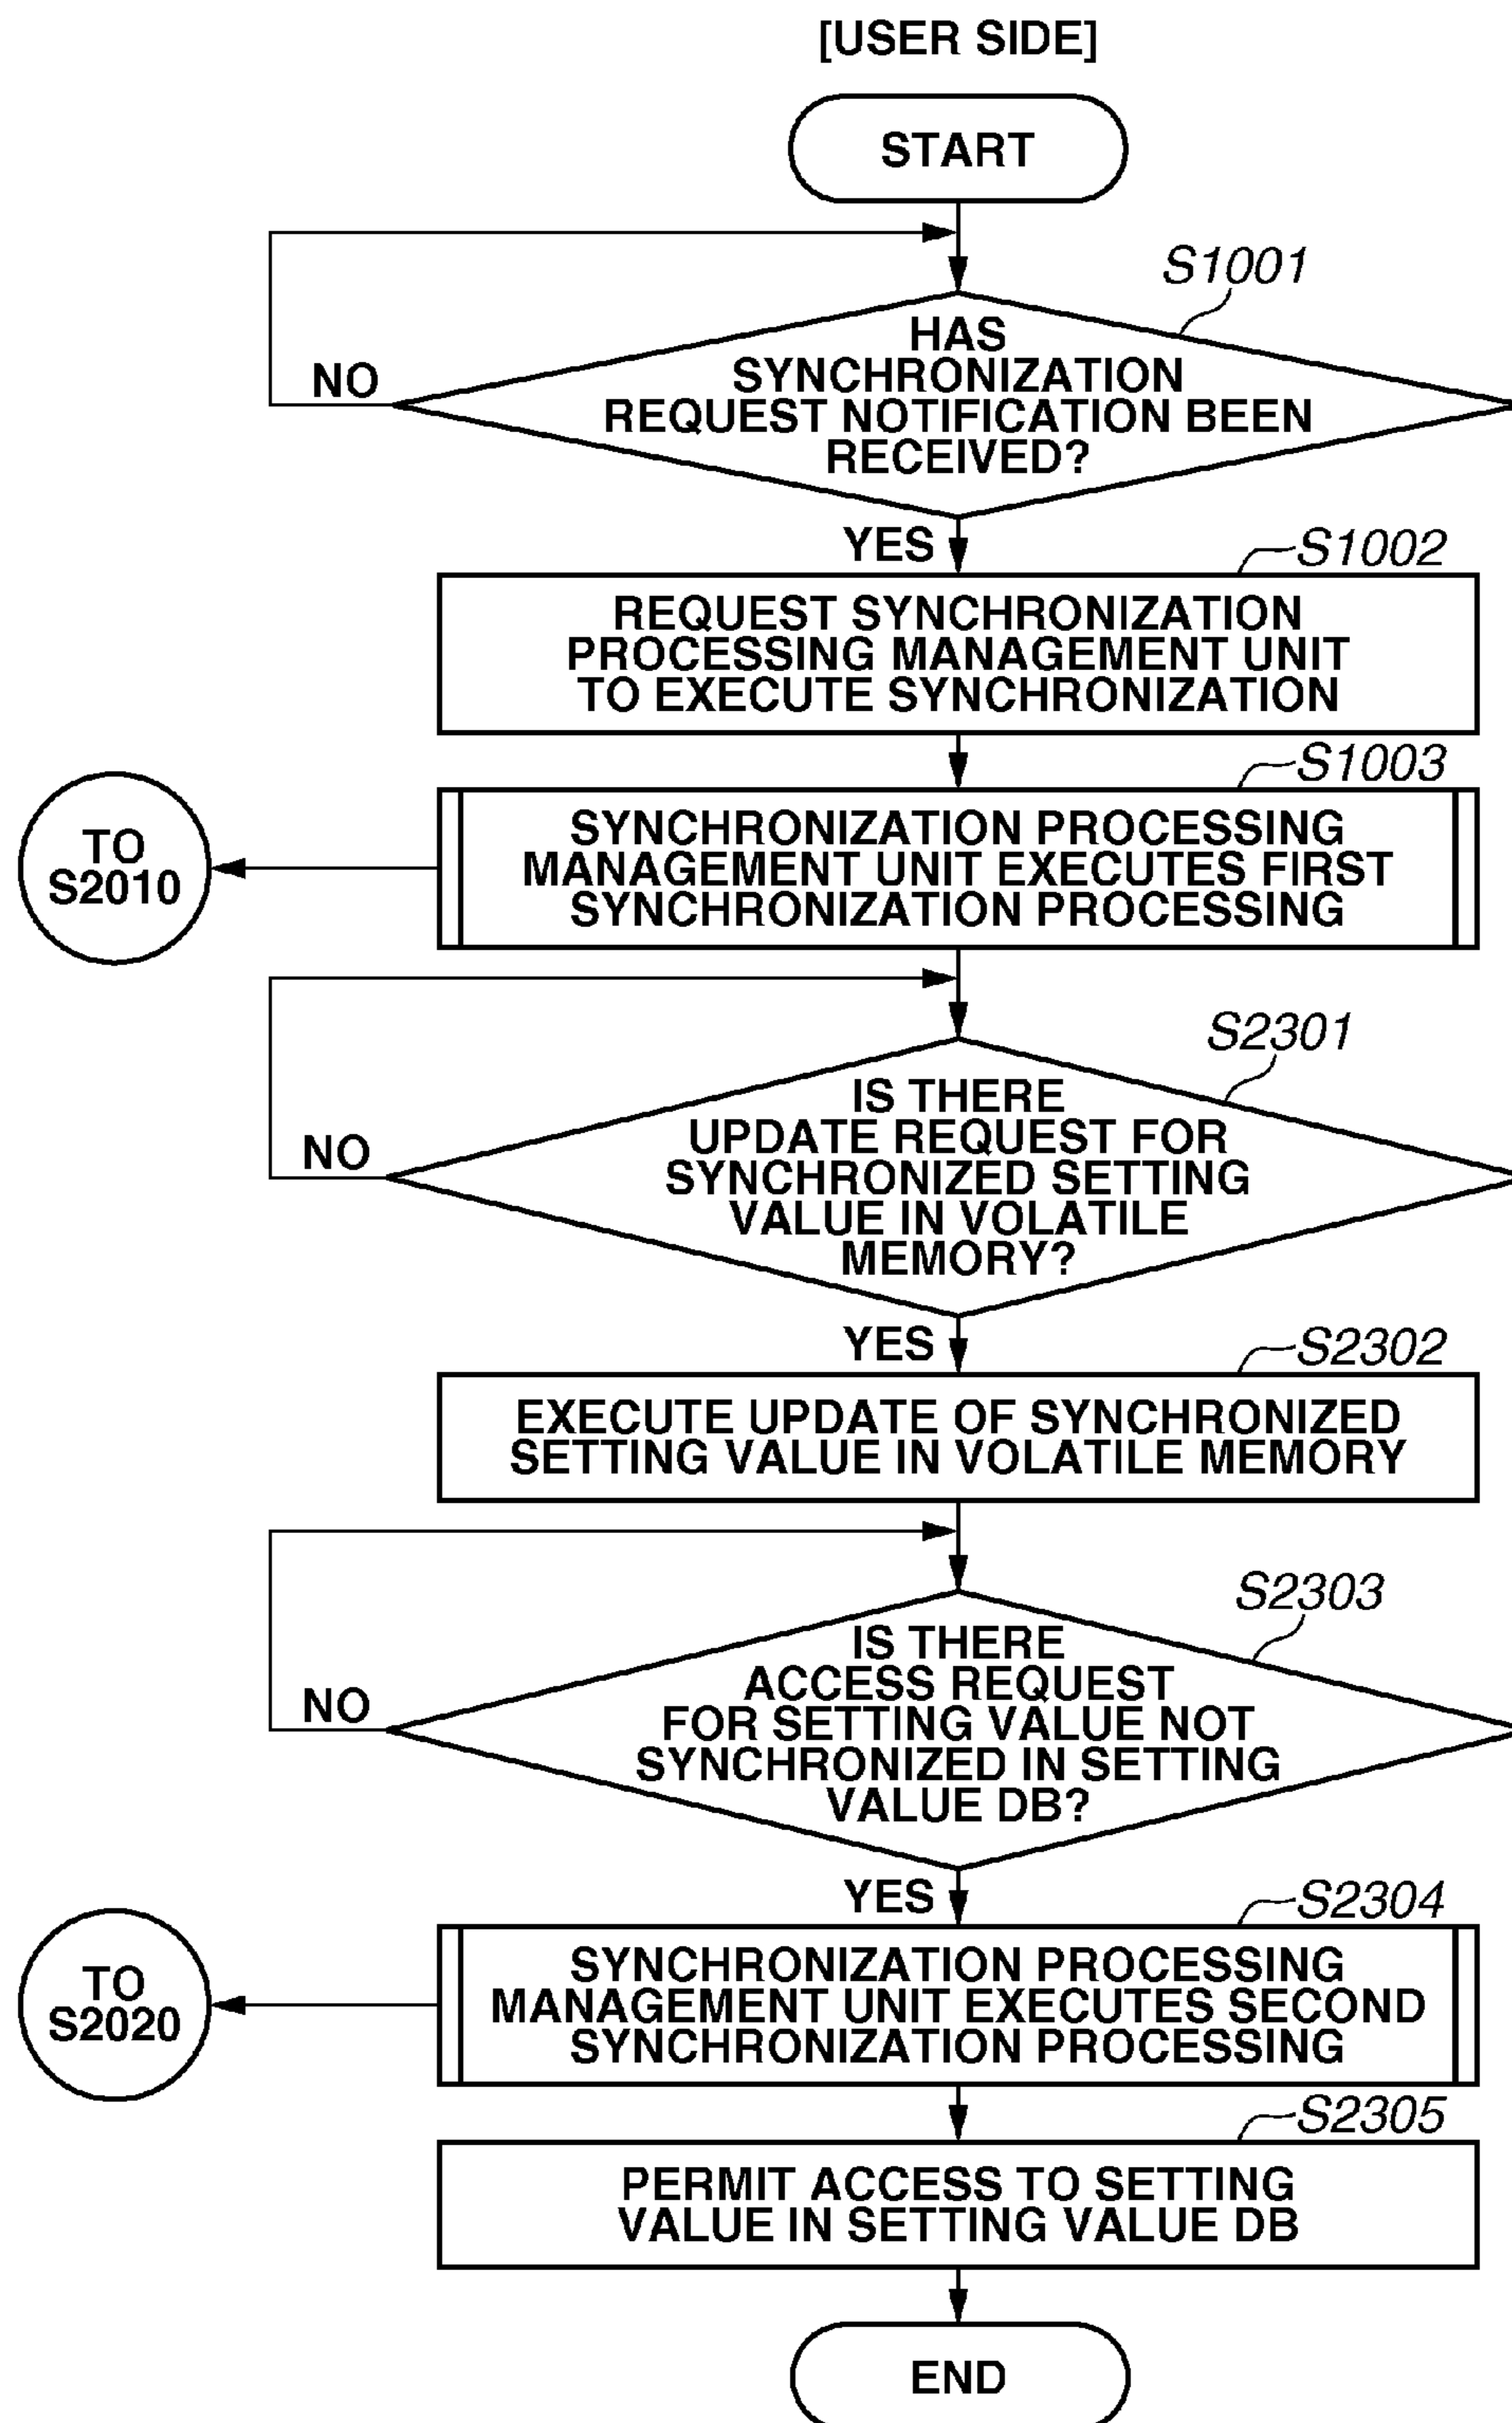 [USER SIDE]
START
S1001
HAS
SYNCHRONIZATION
REQUEST NOTIFICATION BEEN
RECEIVED?
NO
YES
S1002
REQUEST SYNCHRONIZATION
PROCESSING MANAGEMENT UNIT
TO EXECUTE SYNCHRONIZATION
S1003
SYNCHRONIZATION PROCESSING
MANAGEMENT UNIT EXECUTES FIRST
SYNCHRONIZATION PROCESSING
TO
S2010
S2301
IS THERE
UPDATE REQUEST FOR
SYNCHRONIZED SETTING
VALUE IN VOLATILE
MEMORY?
NO
YES
S2302
EXECUTE UPDATE OF SYNCHRONIZED
SETTING VALUE IN VOLATILE MEMORY
S2303
IS THERE
ACCESS REQUEST
FOR SETTING VALUE NOT
SYNCHRONIZED IN SETTING
VALUE DB?
NO
YES
S2304
SYNCHRONIZATION PROCESSING
MANAGEMENT UNIT EXECUTES SECOND
SYNCHRONIZATION PROCESSING
TO
S2020
S2305
PERMIT ACCESS TO SETTING
VALUE IN SETTING VALUE DB
END